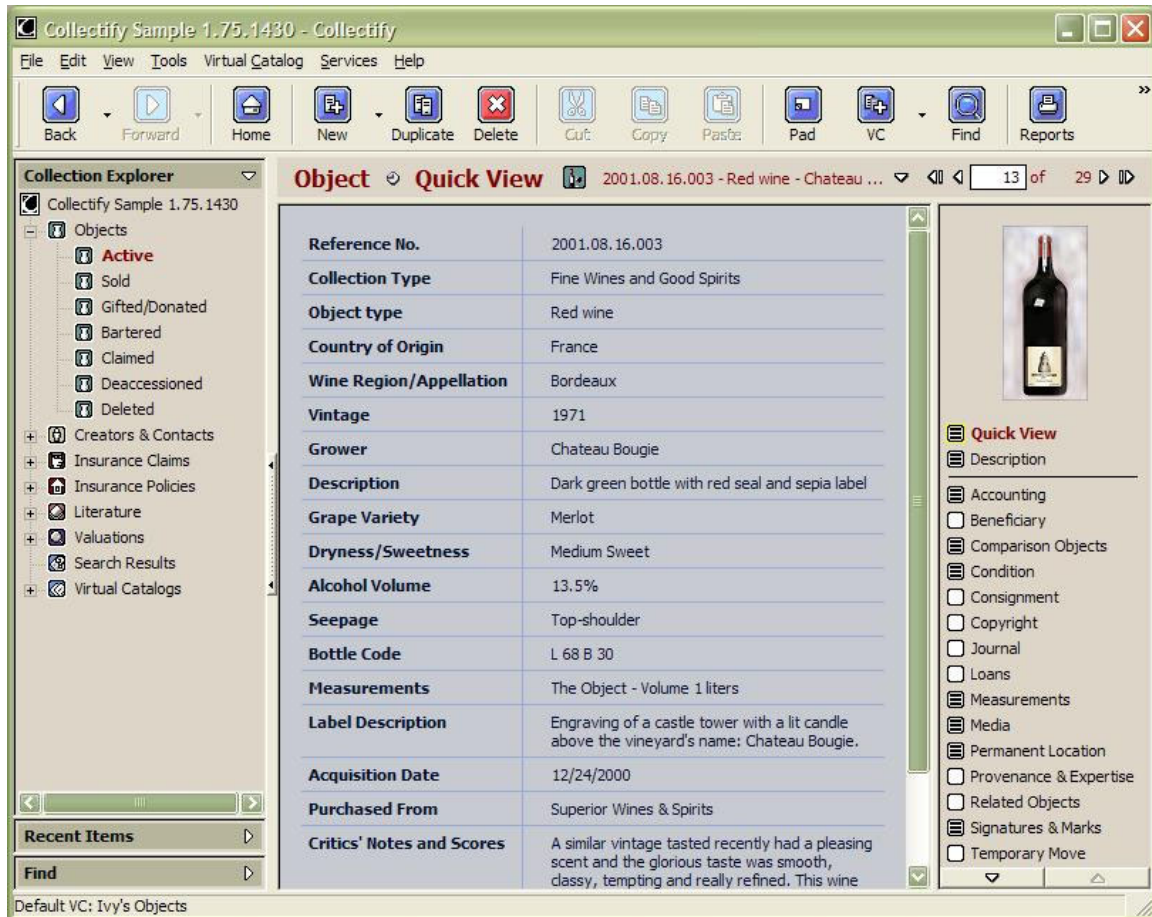 Collectify Sample 1.75.1430 - Collectify
File Edit View Tools Virtual Catalog Services Help
Back Forward Home New Duplicate Delete Cut Copy Paste Pad VC Find Reports
Collection Explorer
Collectify Sample 1.75.1430
Objects
Active
Sold
Gifted/Donated
Bartered
Claimed
Deaccessioned
Deleted
Creators & Contacts
Insurance Claims
Insurance Policies
Literature
Valuations
Search Results
Virtual Catalogs
Recent Items
Find
Object Quick View 2001.08.16.003 - Red wine - Chateau ... 13 of 29
Reference No. 2001.08.16.003
Collection Type Fine Wines and Good Spirits
Object type Red wine
Country of Origin France
Wine Region/Appellation Bordeaux
Vintage 1971
Grower Chateau Bougie
Description Dark green bottle with red seal and sepia label
Grape Variety Merlot
Dryness/Sweetness Medium Sweet
Alcohol Volume 13.5%
Seepage Top-shoulder
Bottle Code L 68 B 30
Measurements The Object - Volume 1 liters
Label Description Engraving of a castle tower with a lit candle
above the vineyard's name: Chateau Bougie.
Acquisition Date 12/24/2000
Purchased From Superior Wines & Spirits
Critics' Notes and Scores A similar vintage tasted recently had a pleasing
scent and the glorious taste was smooth,
classy, tempting and really refined. This wine
Quick View
Description
Accounting
Beneficiary
Comparison Objects
Condition
Consignment
Copyright
Journal
Loans
Measurements
Media
Permanent Location
Provenance & Expertise
Related Objects
Signatures & Marks
Temporary Move
Default VC: Ivy's Objects